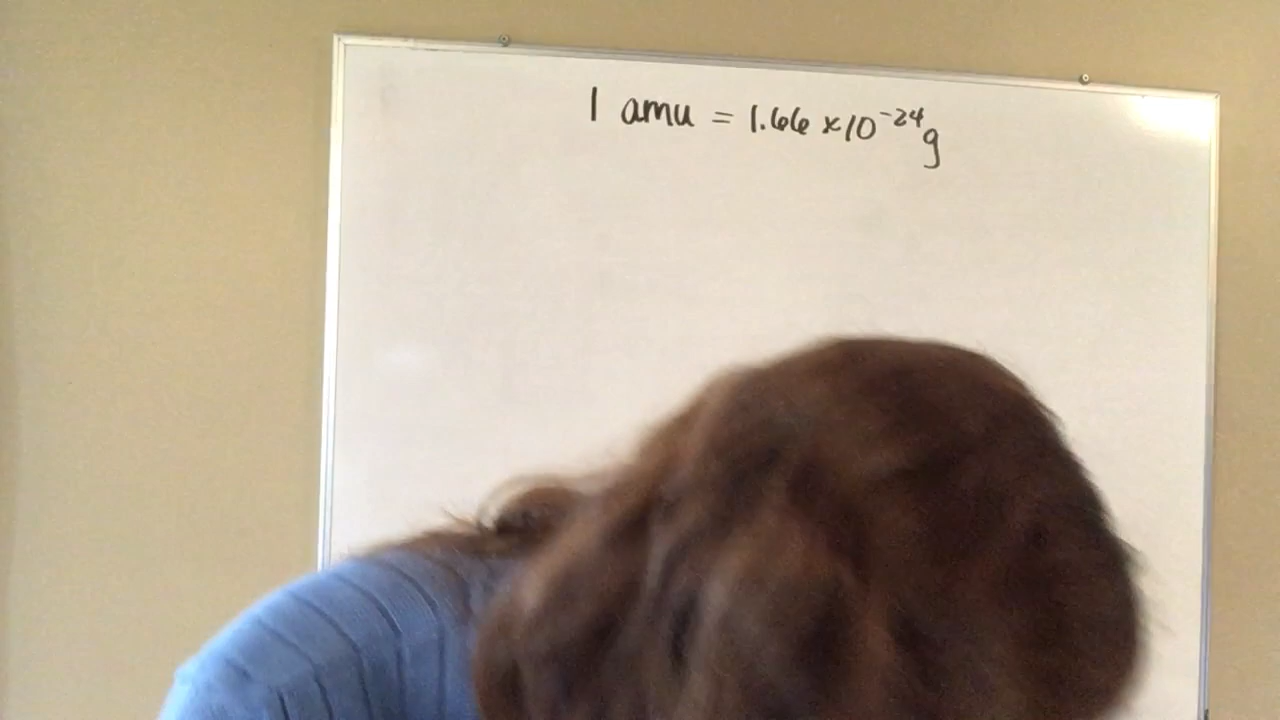 1 amu = 1.66 x 10⁻²⁴ g